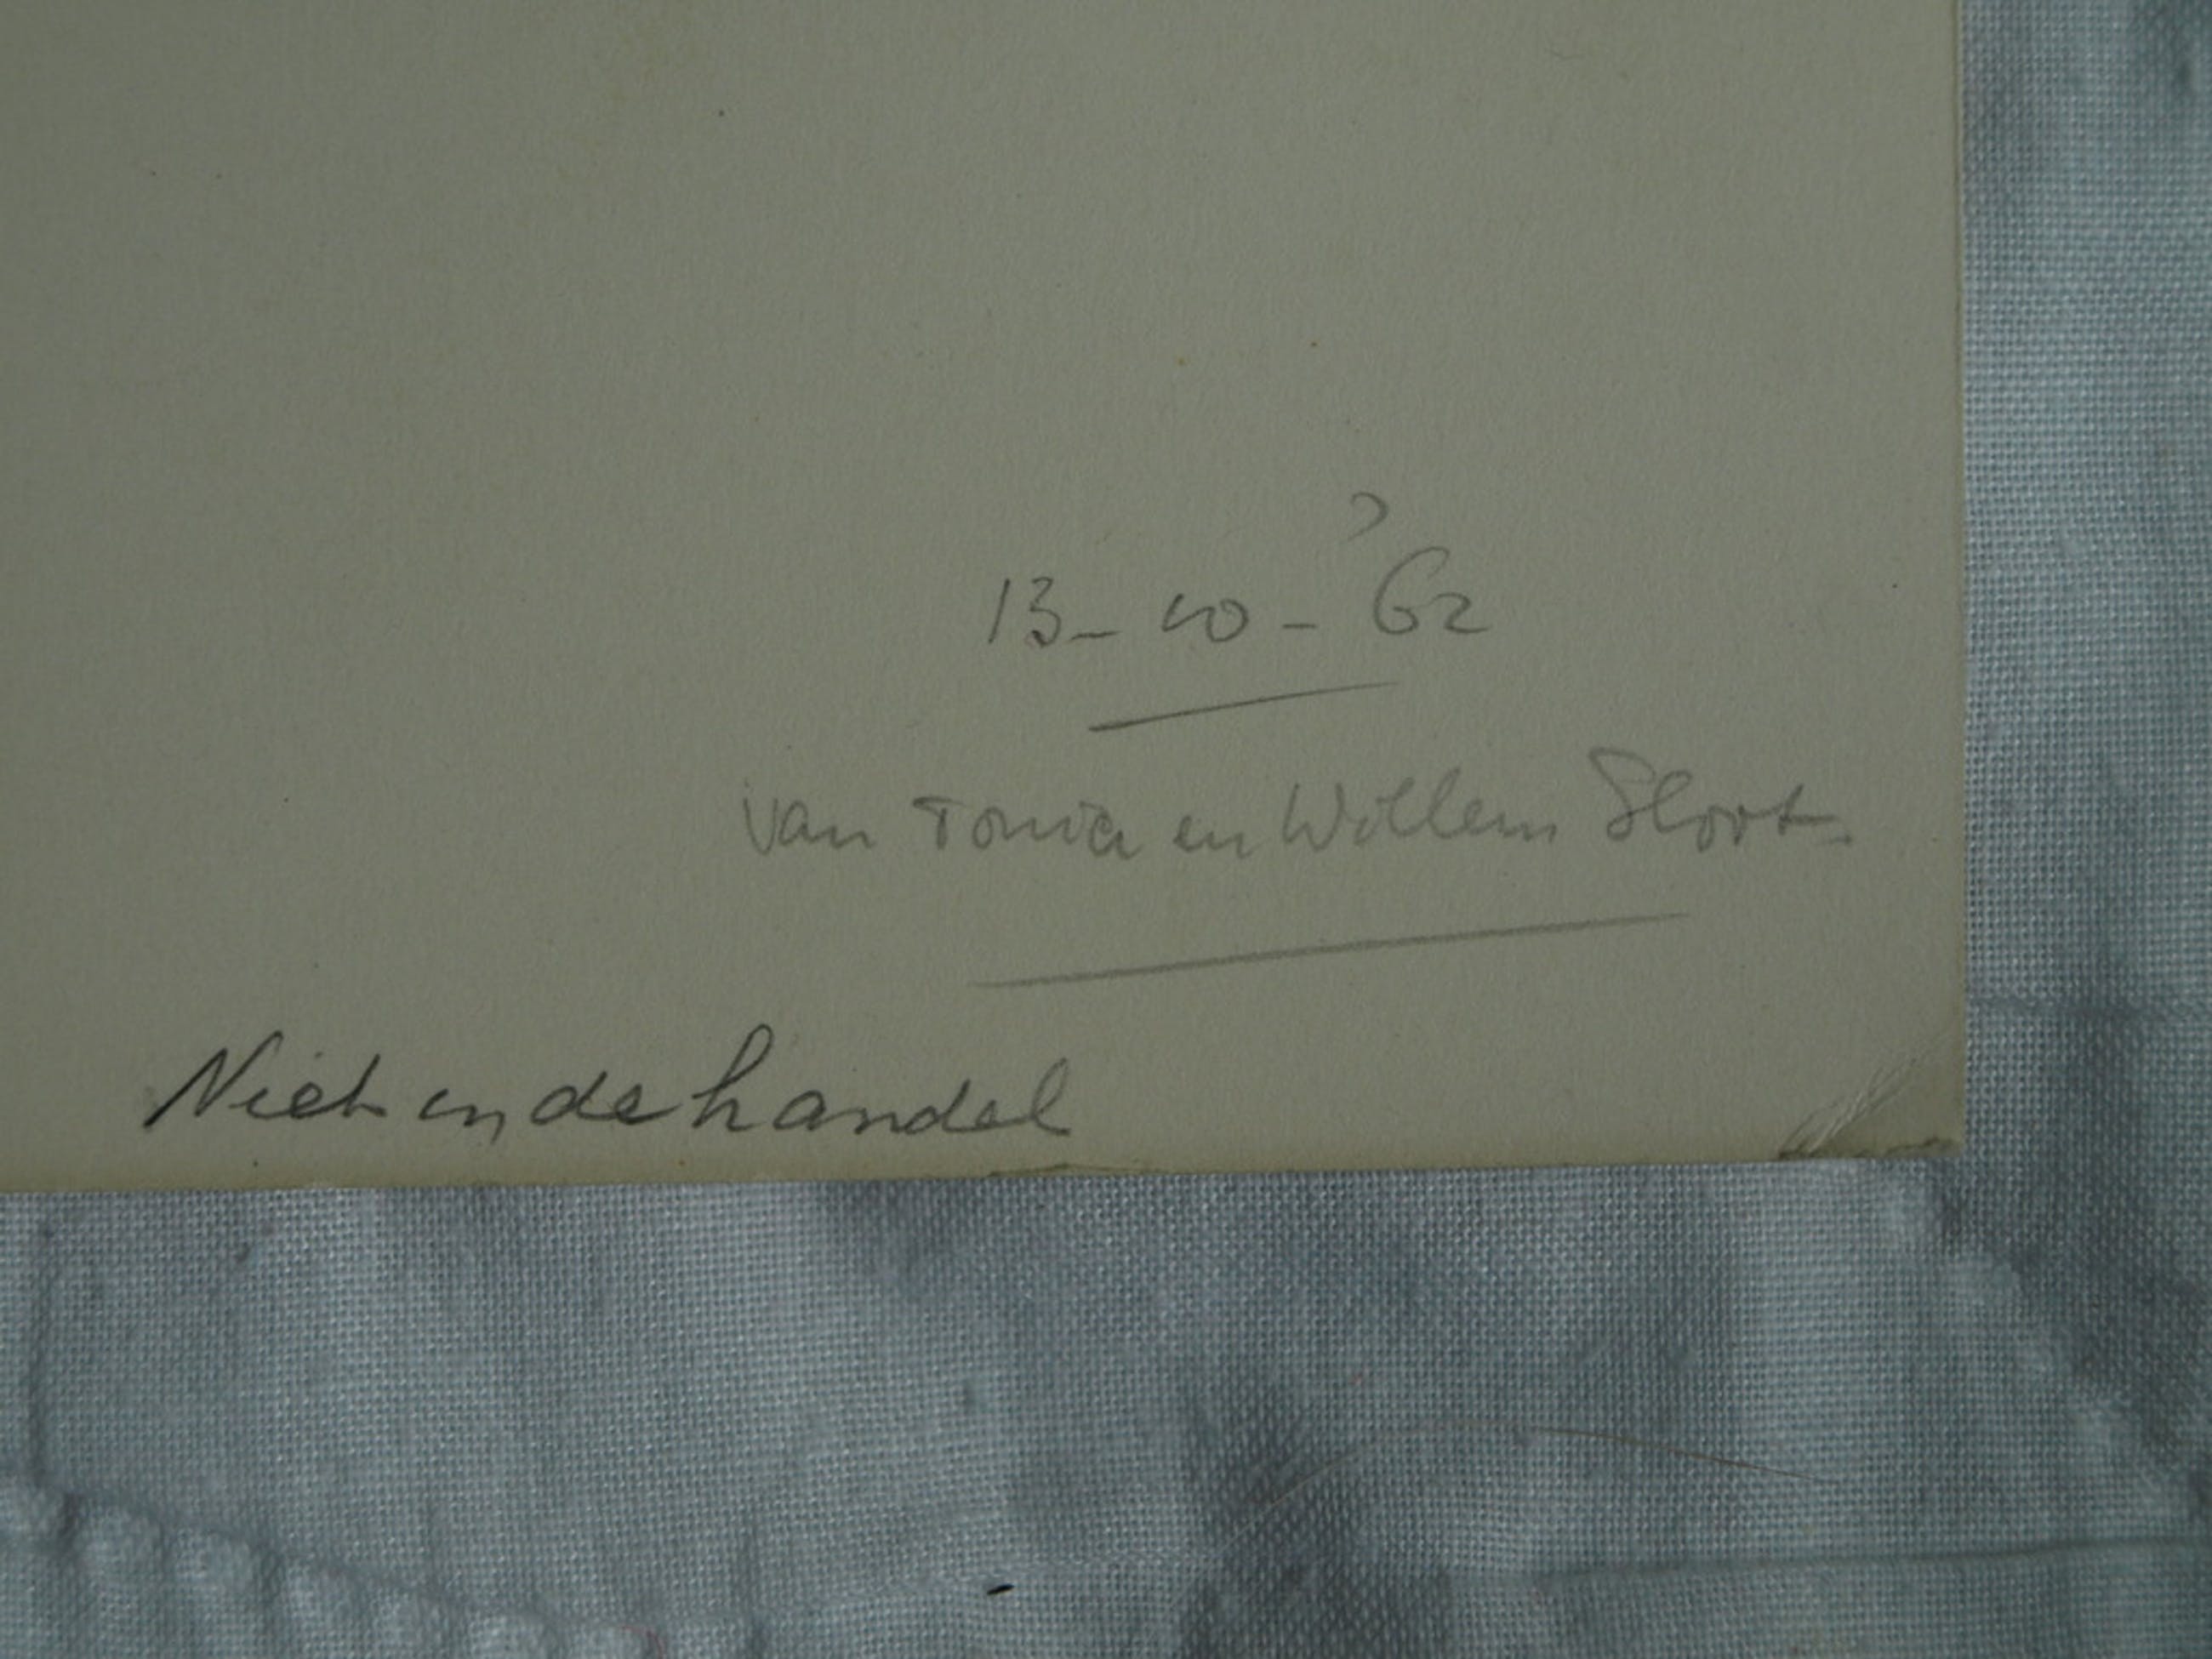 13-10-'62
van Tonia en Willem Sloot.
Niet in de handel